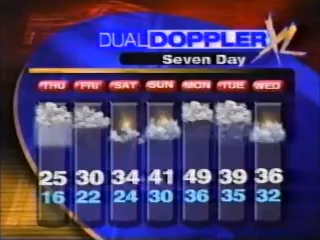 DUALDOPPLER X2
Seven Day
THU FRI SAT SUN MON TUE WED
25 30 34 41 49 39 36
16 22 24 30 36 35 32